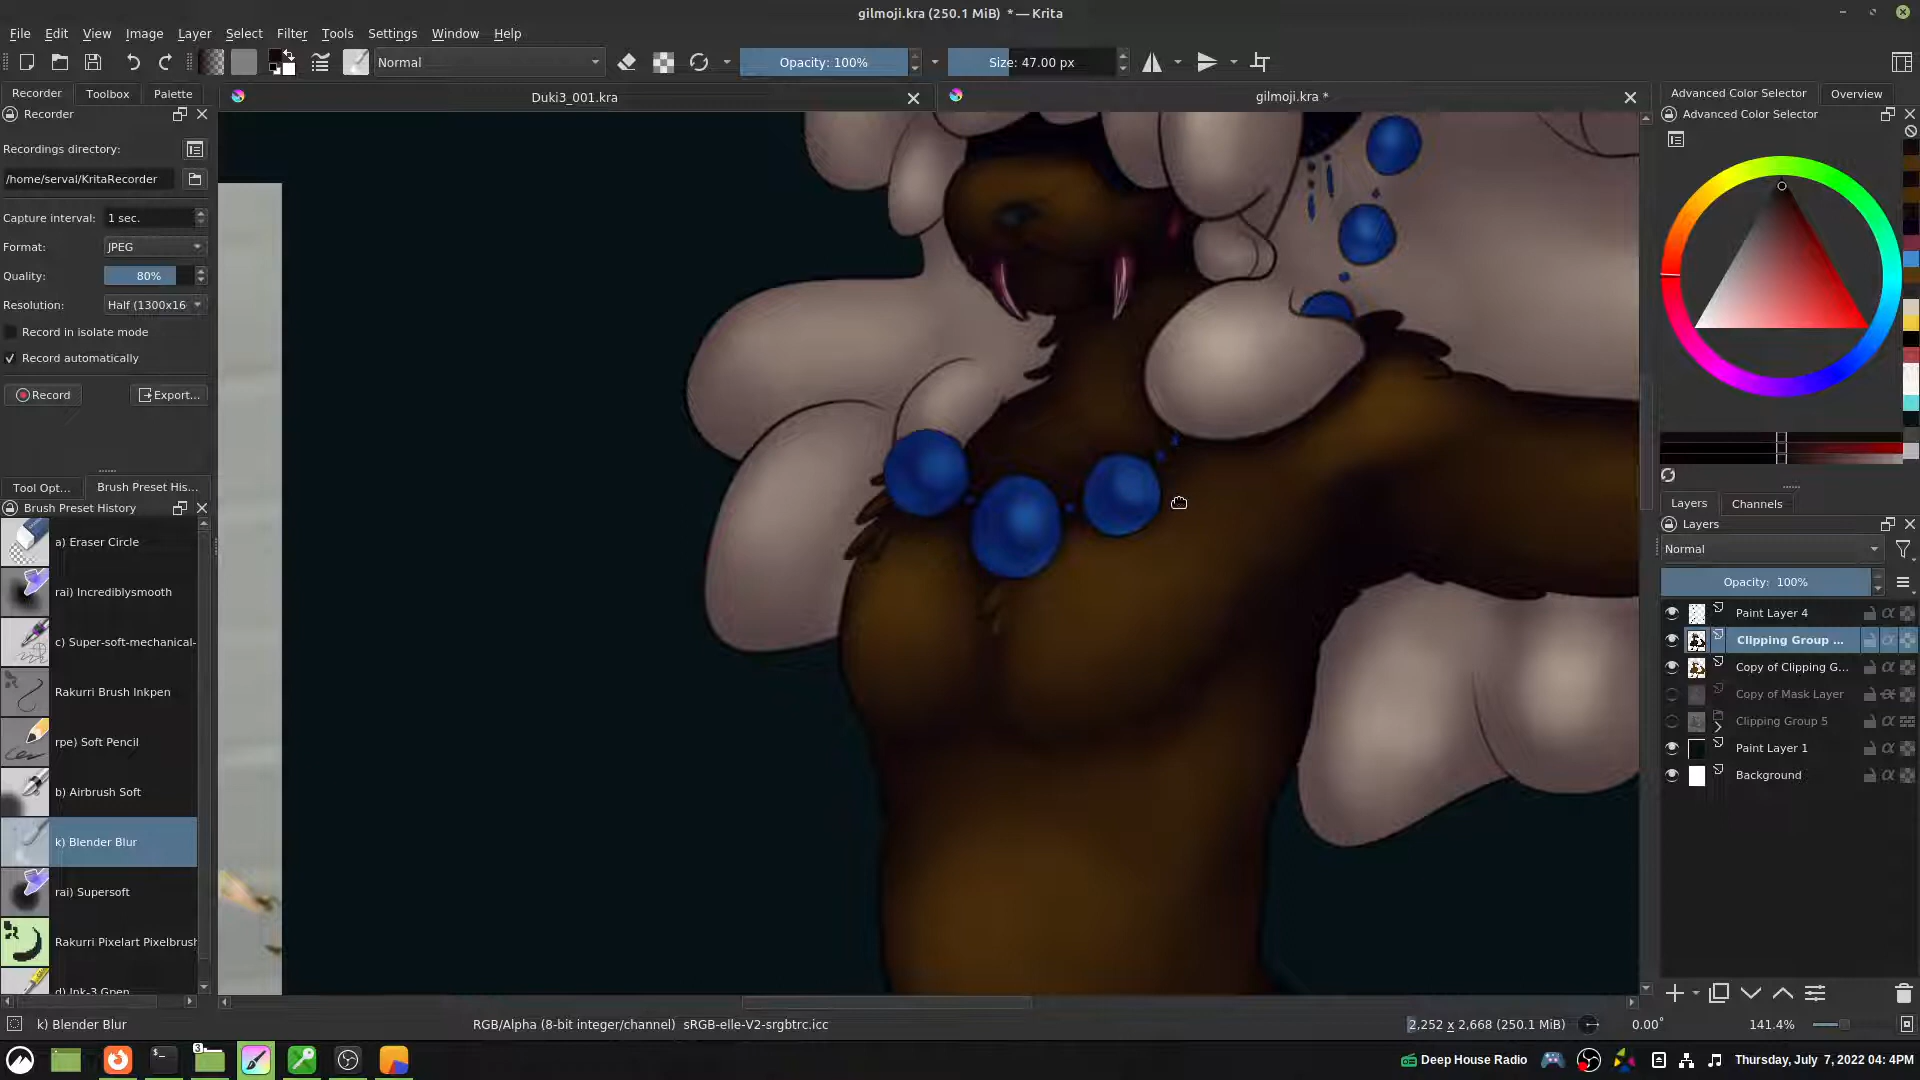 gilmoji.kra (250.1 MiB) * — Krita
File Edit View Image Layer Select Filter Tools Settings Window Help
Normal Opacity: 100% Size: 47.00 px
Recorder Toolbox Palette
Duki3_001.kra
gilmoji.kra *
Advanced Color Selector Overview
Recorder
Advanced Color Selector
Recordings directory:
/home/serval/KritaRecorder
Capture interval: 1 sec.
Format: JPEG
Quality: 80%
Resolution: Half (1300x16
Record in isolate mode
Record automatically
Record Export...
Tool Opt... Brush Preset His...
Brush Preset History
a) Eraser Circle
rai) Incrediblysmooth
c) Super-soft-mechanical-
Rakurri Brush Inkpen
rpe) Soft Pencil
b) Airbrush Soft
k) Blender Blur
rai) Supersoft
Rakurri Pixelart Pixelbrush
d) Ink-3 Gpen
Layers Channels
Layers
Normal
Opacity: 100%
Paint Layer 4
Clipping Group ...
Copy of Clipping G...
Copy of Mask Layer
Clipping Group 5
Paint Layer 1
Background
k) Blender Blur
RGB/Alpha (8-bit integer/channel) sRGB-elle-V2-srgbtrc.icc
2,252 x 2,668 (250.1 MiB)
0.00°
141.4%
3
Deep House Radio
Thursday, July 7, 2022 04: 4PM